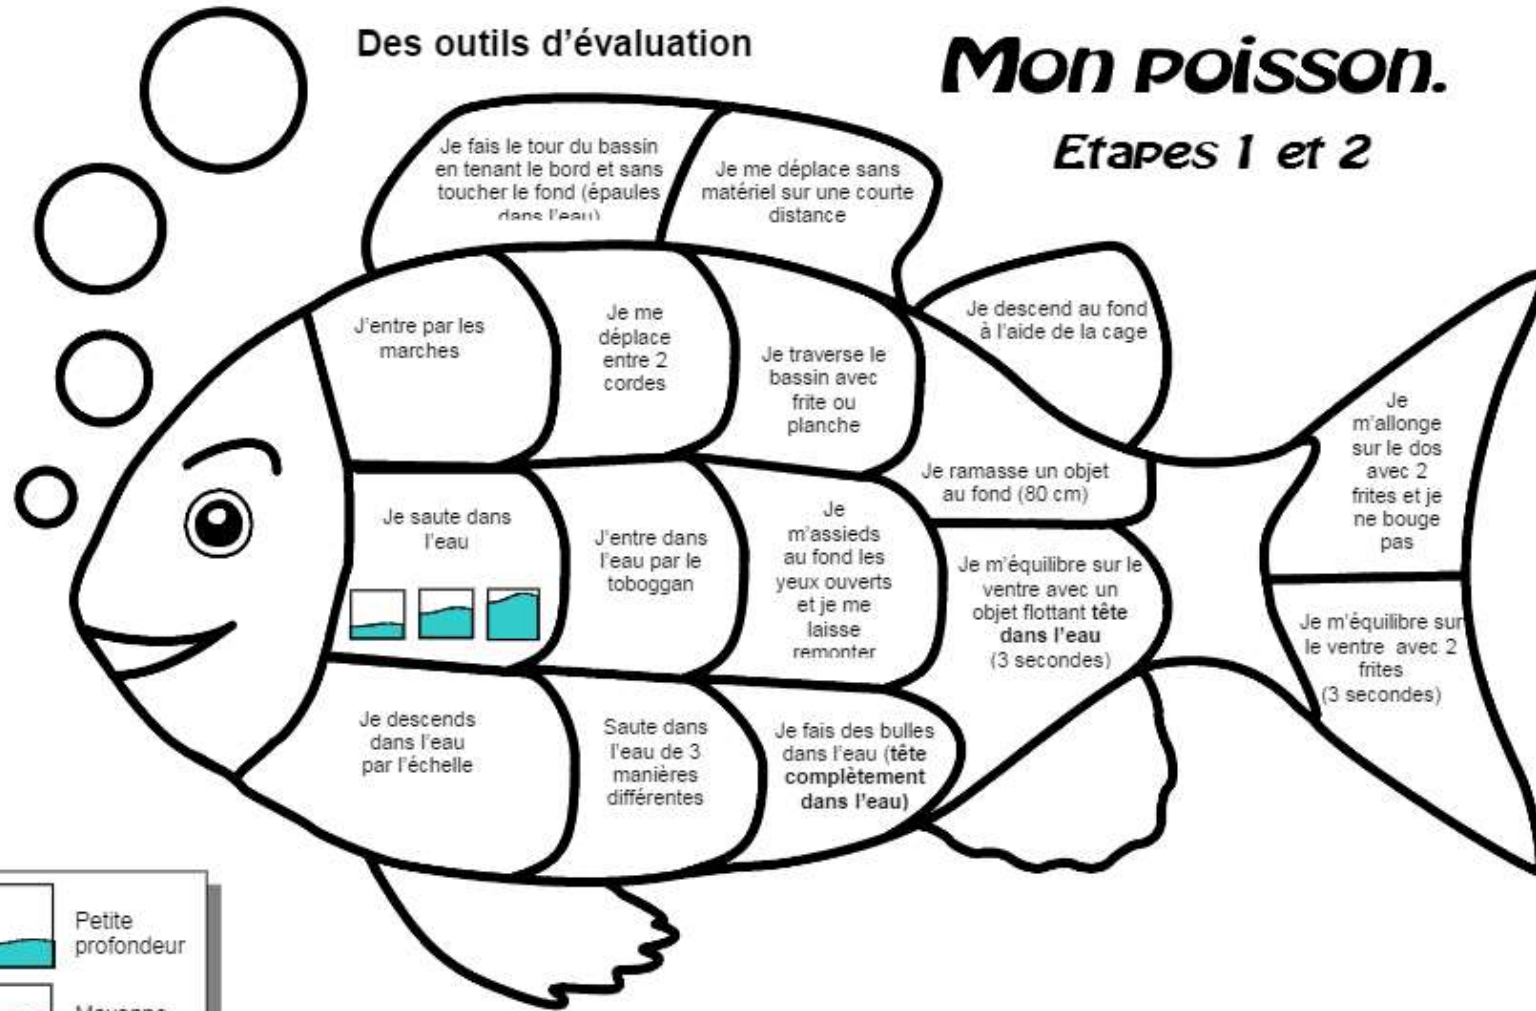 Des outils d'évaluation
Mon poisson.
Etapes 1 et 2
Je fais le tour du bassin
en tenant le bord et sans
toucher le fond (épaules
dans l'eau)
Je me déplace sans
matériel sur une courte
distance
Je descend au fond
à l'aide de la cage
J'entre par les
marches
Je me
déplace
entre 2
cordes
Je traverse le
bassin avec
frite ou
planche
Je ramasse un objet
au fond (80 cm)
Je
m'allonge
sur le dos
avec 2
frites et je
ne bouge
pas
Je saute dans
l'eau
J'entre dans
l'eau par le
toboggan
Je
m'assieds
au fond les
yeux ouverts
et je me
laisse
remonter
Je m'équilibre sur le
ventre avec un
objet flottant tête
dans l'eau
(3 secondes)
Je m'équilibre sur
le ventre avec 2
frites
(3 secondes)
Je descends
dans l'eau
par l'échelle
Saute dans
l'eau de 3
manières
différentes
Je fais des bulles
dans l'eau (tête
complètement
dans l'eau)
Petite
profondeur
Moyenne